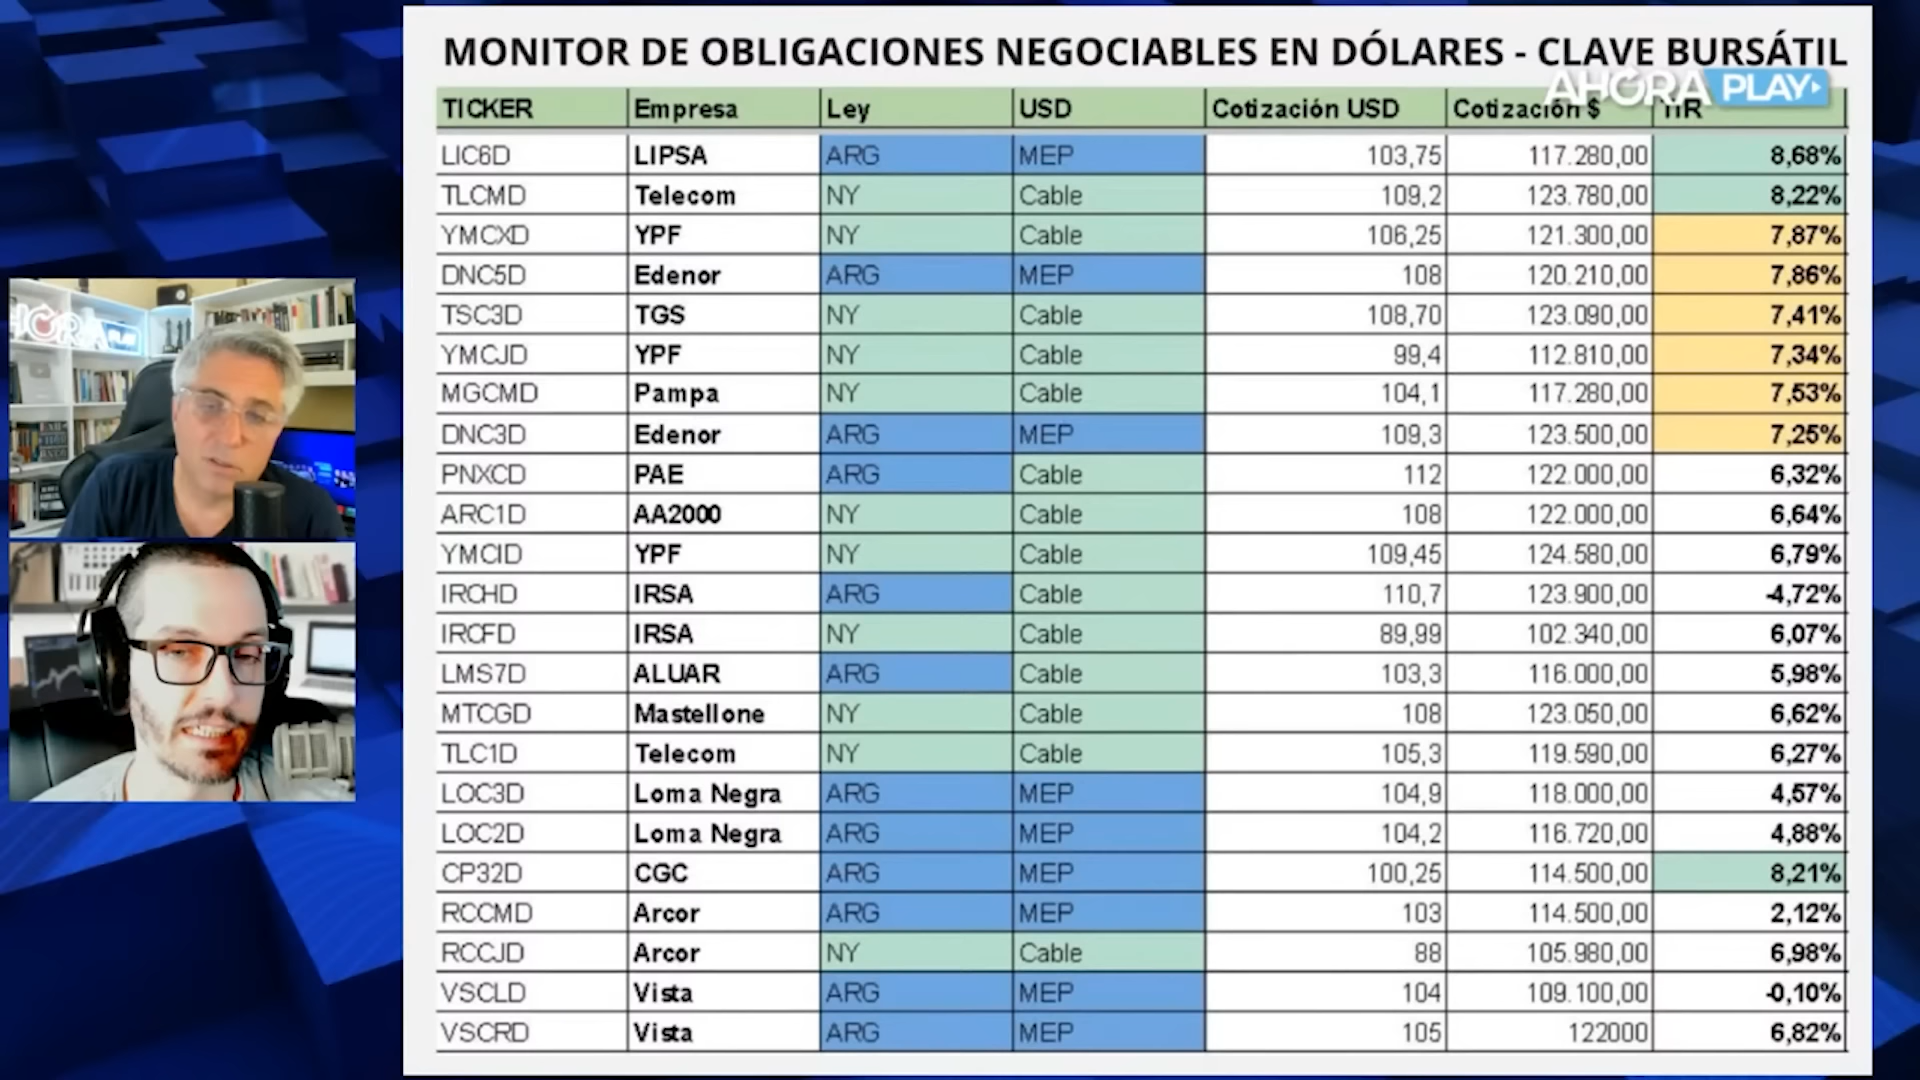 MONITOR DE OBLIGACIONES NEGOCIABLES EN DÓLARES - CLAVE BURSÁTIL
AHORA PLAY
TICKER Empresa Ley USD Cotización USD Cotización $ TIR
LIC6D LIPSA ARG MEP 103,75 117.280,00 8,68%
TLCMD Telecom NY Cable 109,2 123.780,00 8,22%
YMCXD YPF NY Cable 106,25 121.300,00 7,87%
DNC5D Edenor ARG MEP 108 120.210,00 7,86%
TSC3D TGS NY Cable 108,70 123.090,00 7,41%
YMCJD YPF NY Cable 99,4 112.810,00 7,34%
MGCMD Pampa NY Cable 104,1 117.280,00 7,53%
DNC3D Edenor ARG MEP 109,3 123.500,00 7,25%
PNXCD PAE ARG Cable 112 122.000,00 6,32%
ARC1D AA2000 NY Cable 108 122.000,00 6,64%
YMCID YPF NY Cable 109,45 124.580,00 6,79%
IRCHD IRSA ARG Cable 110,7 123.900,00 -4,72%
IRCFD IRSA NY Cable 89,99 102.340,00 6,07%
LMS7D ALUAR ARG Cable 103,3 116.000,00 5,98%
MTCGD Mastellone NY Cable 108 123.050,00 6,62%
TLC1D Telecom NY Cable 105,3 119.590,00 6,27%
LOC3D Loma Negra ARG MEP 104,9 118.000,00 4,57%
LOC2D Loma Negra ARG MEP 104,2 116.720,00 4,88%
CP32D CGC ARG MEP 100,25 114.500,00 8,21%
RCCMD Arcor ARG MEP 103 114.500,00 2,12%
RCCJD Arcor NY Cable 88 105.980,00 6,98%
VSCLD Vista ARG MEP 104 109.100,00 -0,10%
VSCRD Vista ARG MEP 105 122000 6,82%